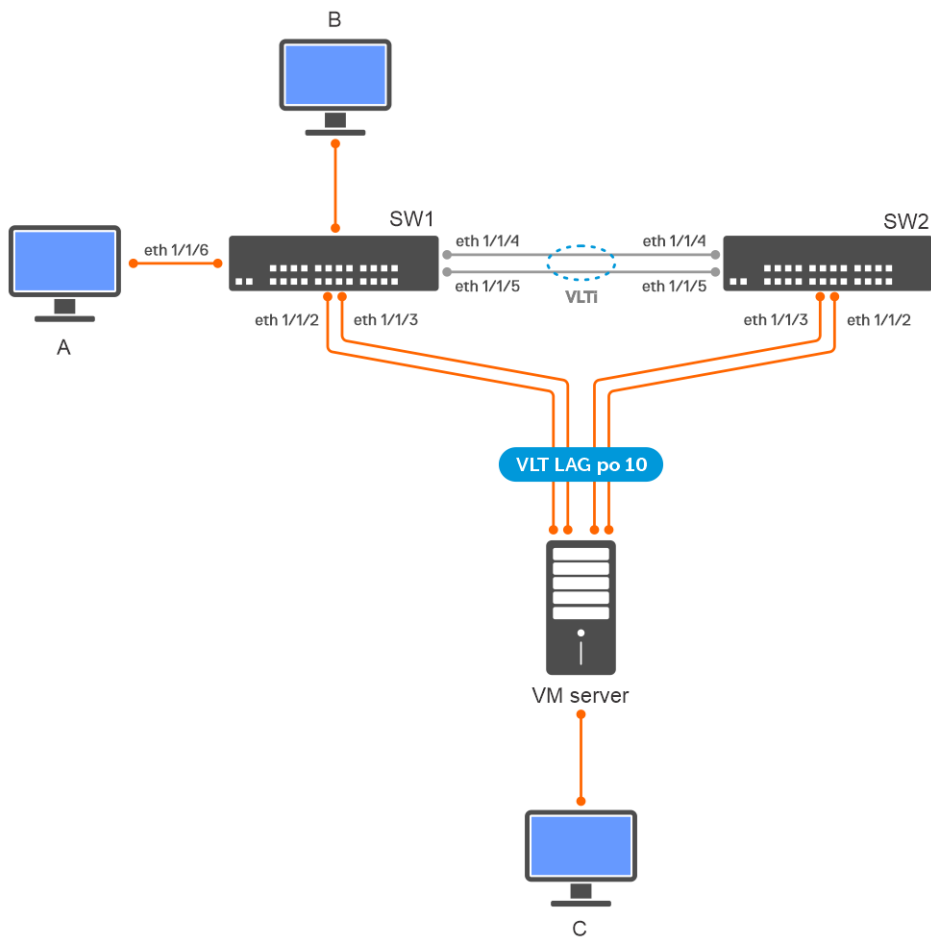 B
SW1
SW2
eth 1/1/6
eth 1/1/4
eth 1/1/4
eth 1/1/5
eth 1/1/5
VLTi
A
eth 1/1/2
eth 1/1/3
eth 1/1/3
eth 1/1/2
VLT LAG po 10
VM server
C